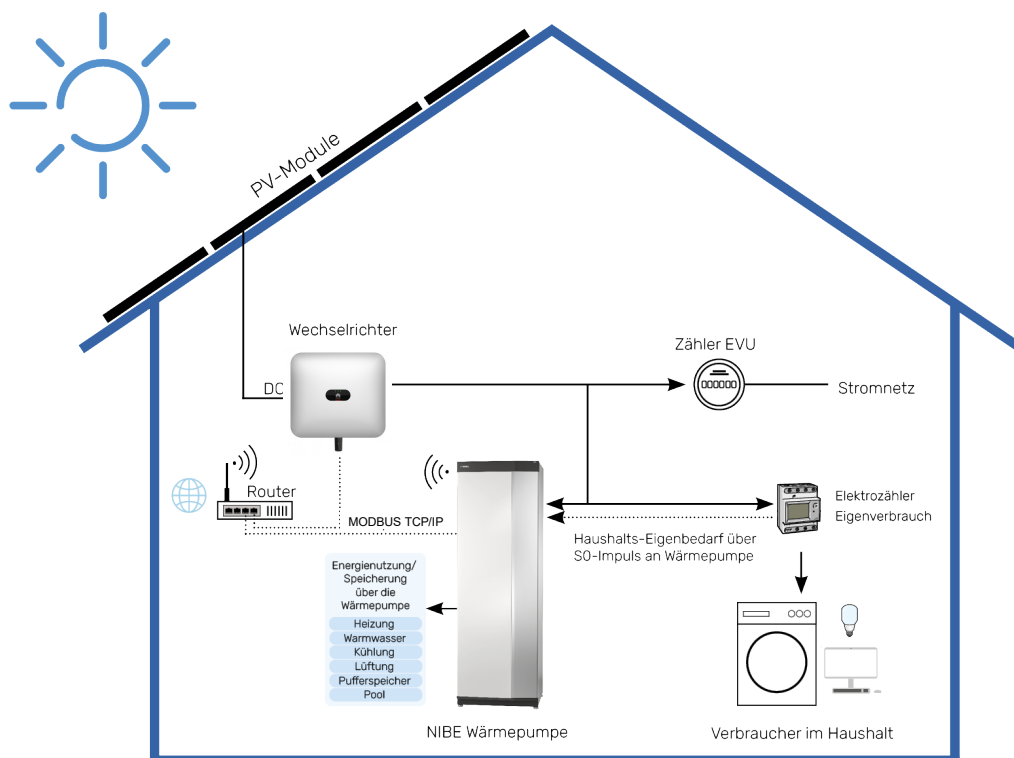 PV-Module
Wechselrichter
Zähler EVU
DC
Stromnetz
Router
MODBUS TCP/IP
Elektrozähler
Eigenverbrauch
Haushalts-Eigenbedarf über
S0-Impuls an Wärmepumpe
Energienutzung/
Speicherung
über die
Wärmepumpe
Heizung
Warmwasser
Kühlung
Lüftung
Pufferspeicher
Pool
NIBE Wärmepumpe
Verbraucher im Haushalt